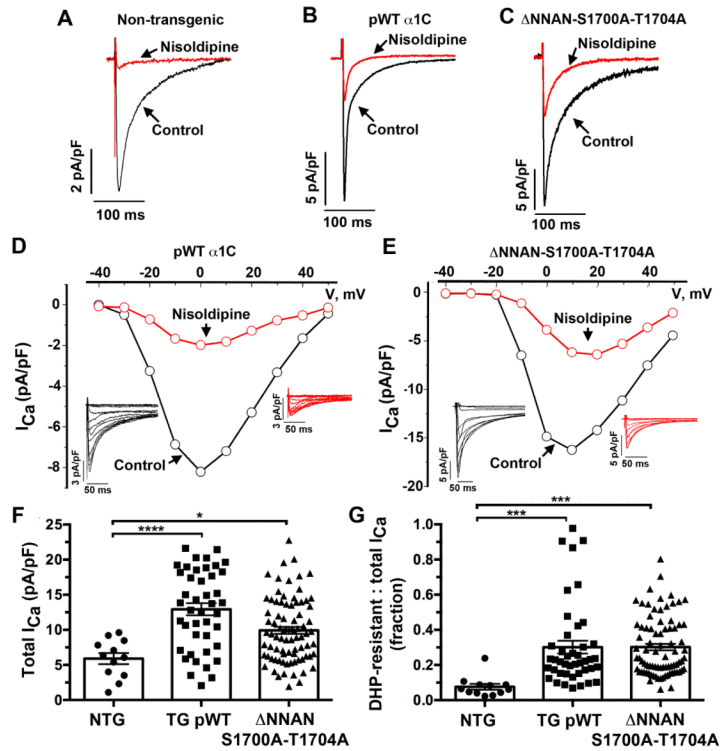 A
Non-transgenic
Nisoldipine
Control
2 pA/pF
100 ms
B
pWT α1C
Nisoldipine
Control
5 pA/pF
100 ms
C
ΔNNAN-S1700A-T1704A
Nisoldipine
Control
5 pA/pF
100 ms
D
pWT α1C
-40 -20 0 20 40
V, mV
0
-2
-4
-6
-8
ICa (pA/pF)
Nisoldipine
Control
3 pA/pF
50 ms
3 pA/pF
50 ms
E
ΔNNAN-S1700A-T1704A
-40 -20 0 20 40
V, mV
0
-5
-10
-15
-20
ICa (pA/pF)
Nisoldipine
Control
5 pA/pF
50 ms
5 pA/pF
50 ms
F
*
****
25
20
15
10
5
0
Total ICa (pA/pF)
NTG
TG pWT
ΔNNAN
S1700A-T1704A
G
***
***
1.0
0.8
0.6
0.4
0.2
0.0
DHP-resistant : total ICa
(fraction)
NTG
TG pWT
ΔNNAN
S1700A-T1704A